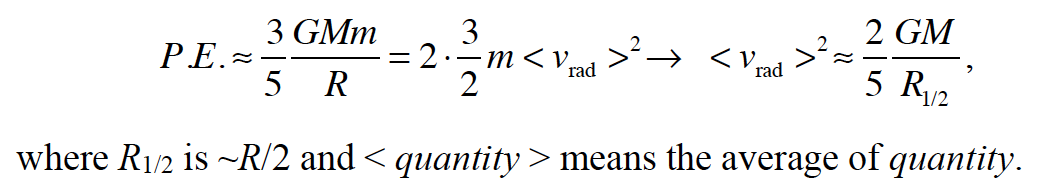 P.E. ≈ 3/5 GMm/R = 2 · 3/2 m < v_rad >² → < v_rad >² ≈ 2/5 GM/R_1/2 ,
where R_1/2 is ~R/2 and < quantity > means the average of quantity.